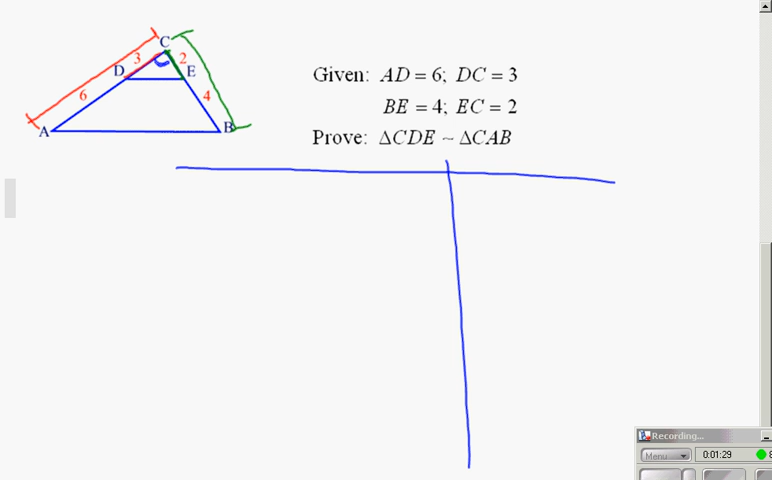 C
3
2
D
E
6
4
A
B
Given: AD = 6; DC = 3
BE = 4; EC = 2
Prove: ΔCDE ~ ΔCAB
Recording...
Menu
0:01:29